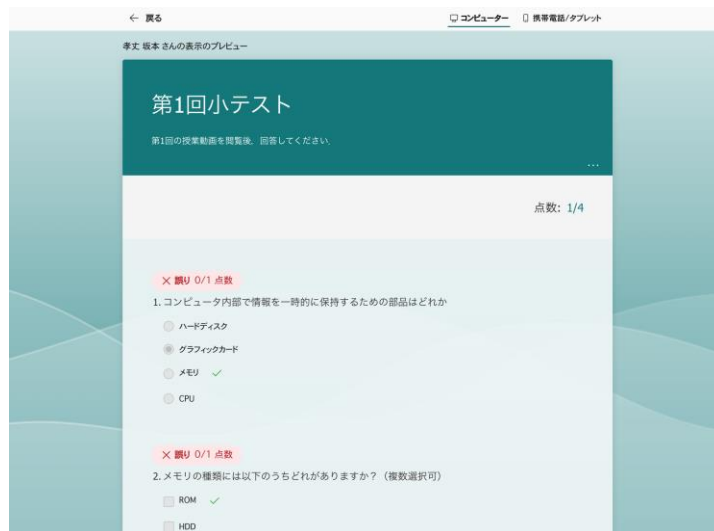 ← 戻る
コンピューター 携帯電話/タブレット
孝丈 坂本 さんの表示のプレビュー
第1回小テスト
第1回の授業動画を閲覧後，回答してください．
...
点数: 1/4
× 誤り 0/1 点数
1. コンピュータ内部で情報を一時的に保持するための部品はどれか
ハードディスク
グラフィックカード
メモリ ✓
CPU
× 誤り 0/1 点数
2. メモリの種類には以下のうちどれがありますか？（複数選択可）
ROM ✓
HDD